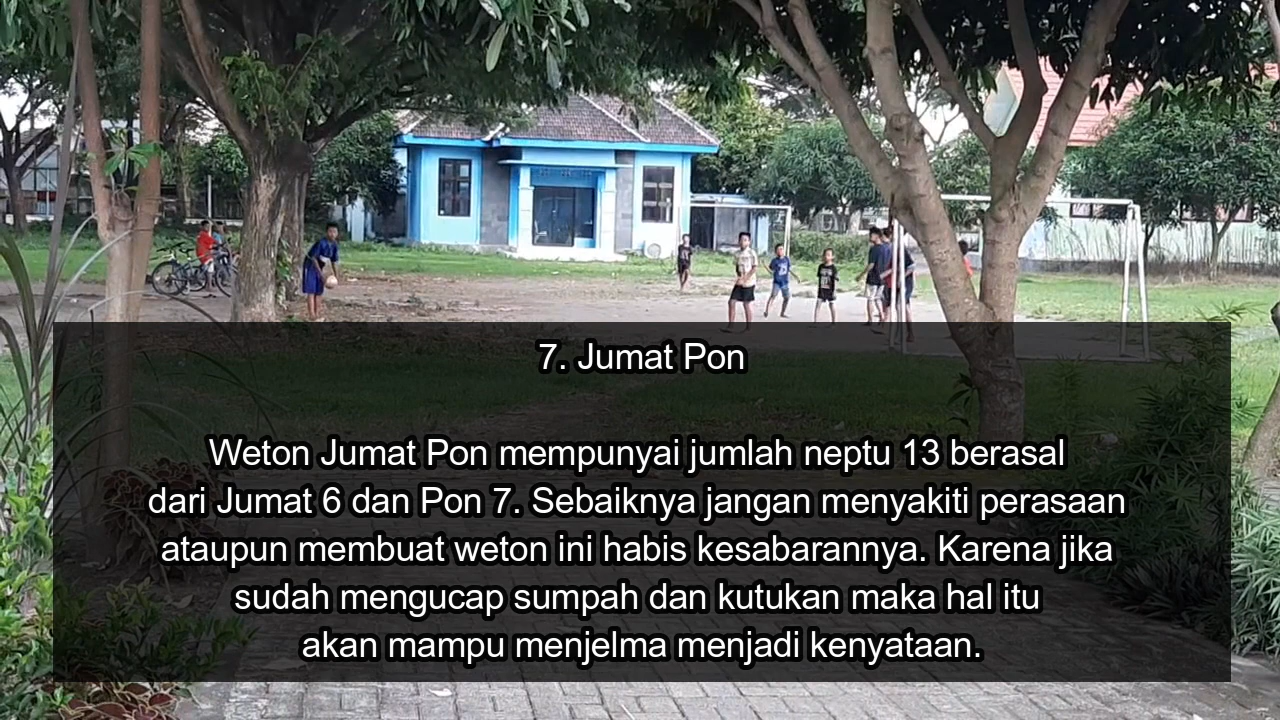 7. Jumat Pon
Weton Jumat Pon mempunyai jumlah neptu 13 berasal
dari Jumat 6 dan Pon 7. Sebaiknya jangan menyakiti perasaan
ataupun membuat weton ini habis kesabarannya. Karena jika
sudah mengucap sumpah dan kutukan maka hal itu
akan mampu menjelma menjadi kenyataan.